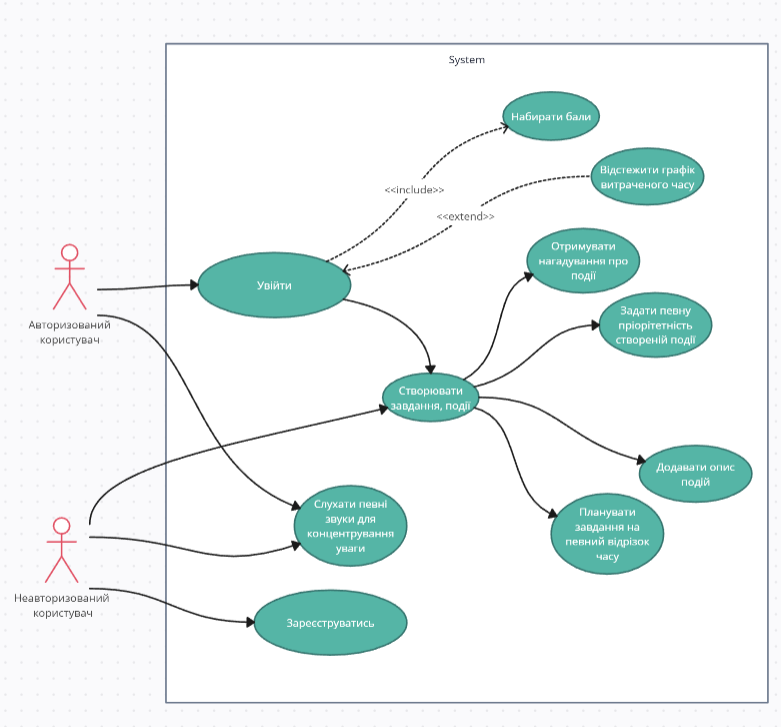 System
Набирати бали
Відстежити графік
витраченого часу
<<include>>
<<extend>>
Отримувати
нагадування про
події
Увійти
Авторизований
користувач
Задати певну
пріорітетність
створеній події
Створювати
завдання, події
Додавати опис
подій
Слухати певні
звуки для
концентрування
уваги
Планувати
завдання на
певний відрізок
часу
Неавторизований
користувач
Зареєструватись